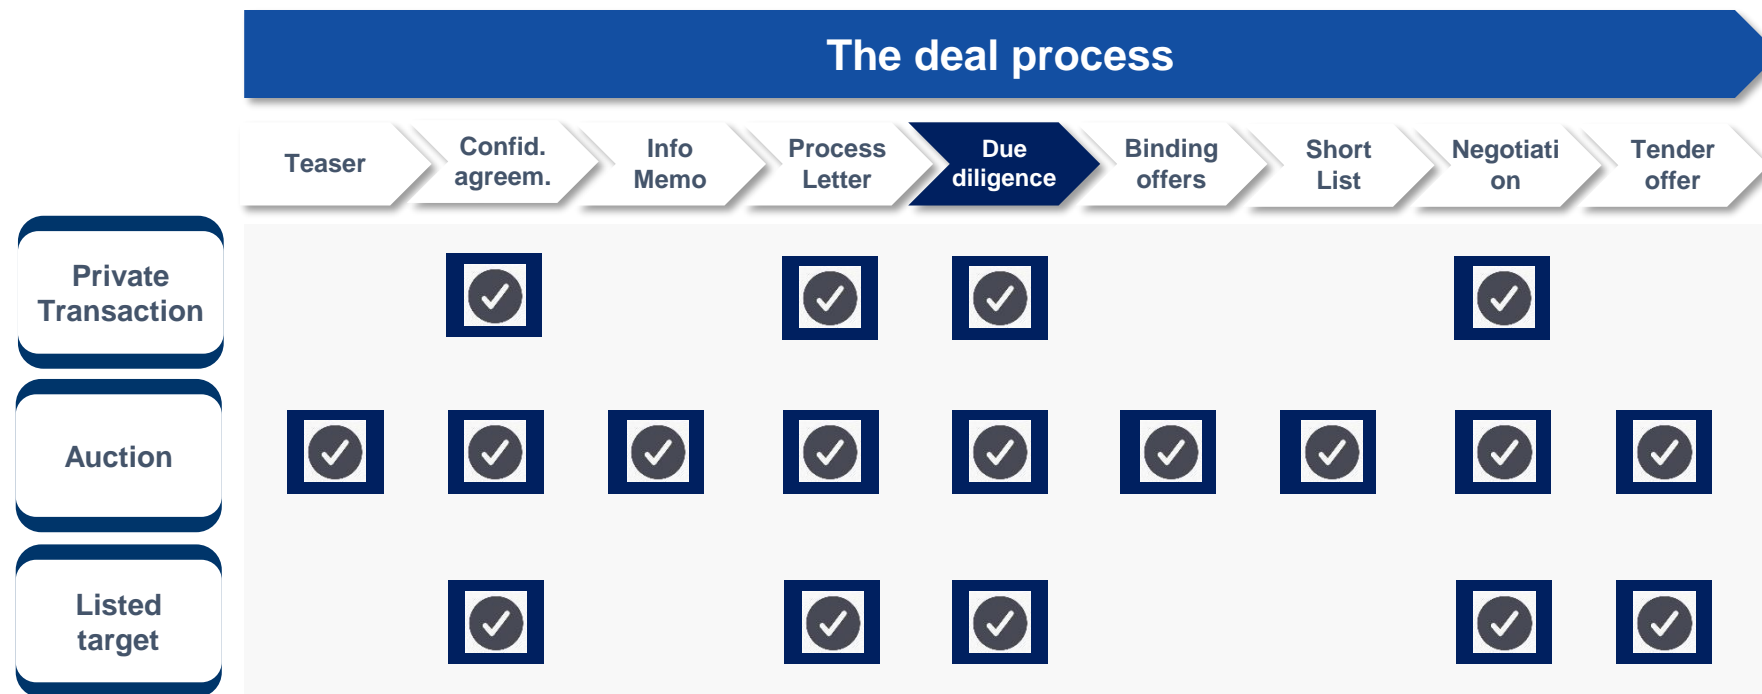 The deal process
Teaser
Confid.
agreem.
Info
Memo
Process
Letter
Due
diligence
Binding
offers
Short
List
Negotiati
on
Tender
offer
Private
Transaction
Auction
Listed
target